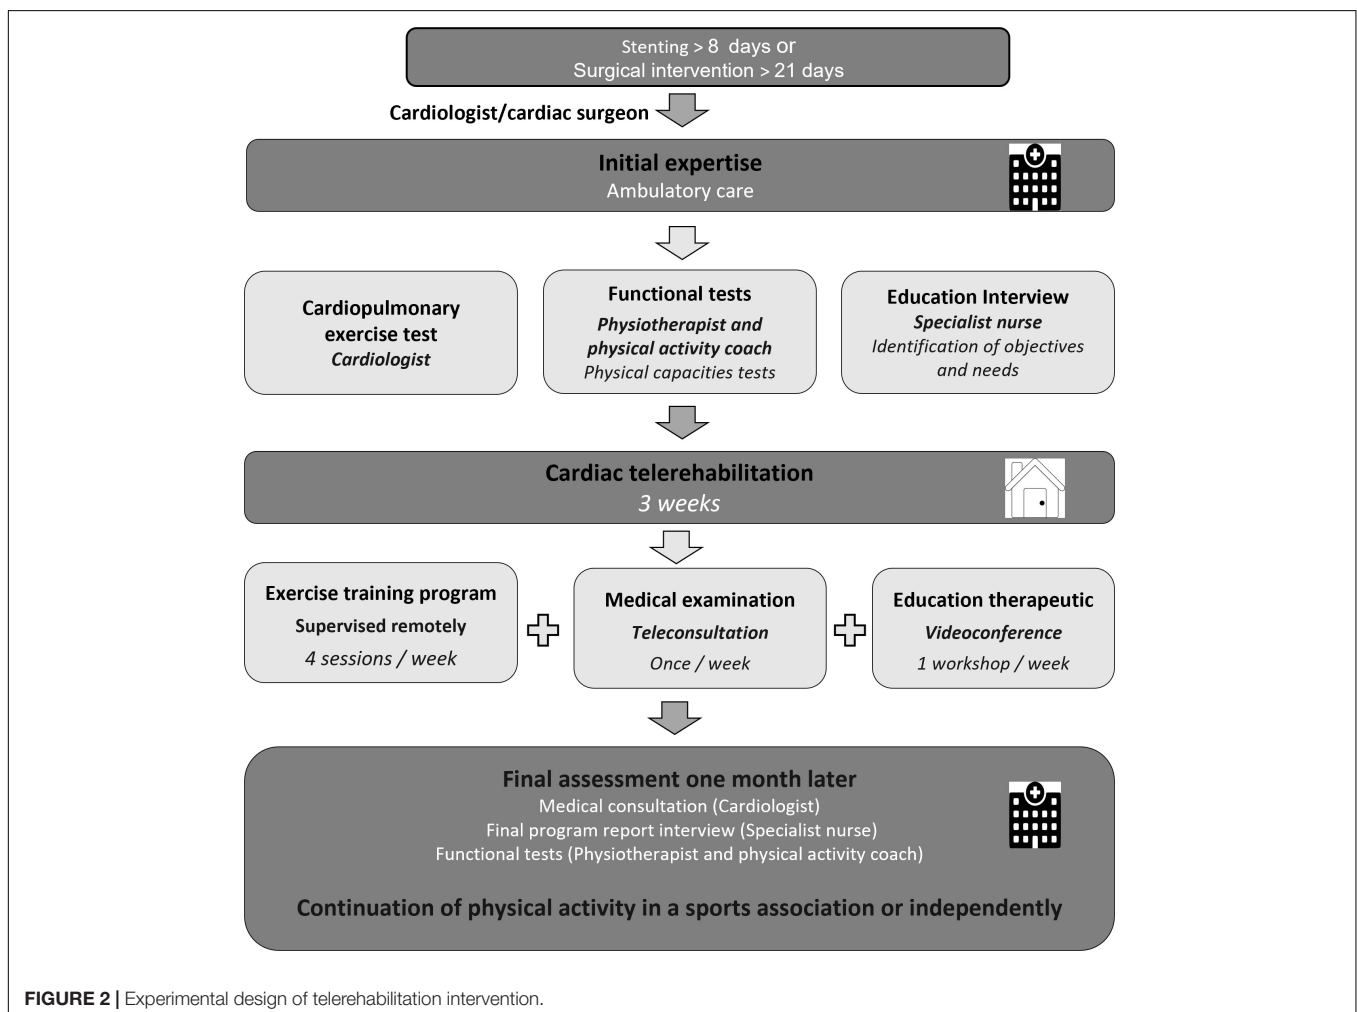 Stenting > 8 days or
Surgical intervention > 21 days
Cardiologist/cardiac surgeon
Initial expertise
Ambulatory care
Cardiopulmonary
exercise test
Cardiologist
Functional tests
Physiotherapist and
physical activity coach
Physical capacities tests
Education Interview
Specialist nurse
Identification of objectives
and needs
Cardiac telerehabilitation
3 weeks
Exercise training program
Supervised remotely
4 sessions / week
Medical examination
Teleconsultation
Once / week
Education therapeutic
Videoconference
1 workshop / week
Final assessment one month later
Medical consultation (Cardiologist)
Final program report interview (Specialist nurse)
Functional tests (Physiotherapist and physical activity coach)
Continuation of physical activity in a sports association or independently
FIGURE 2 | Experimental design of telerehabilitation intervention.